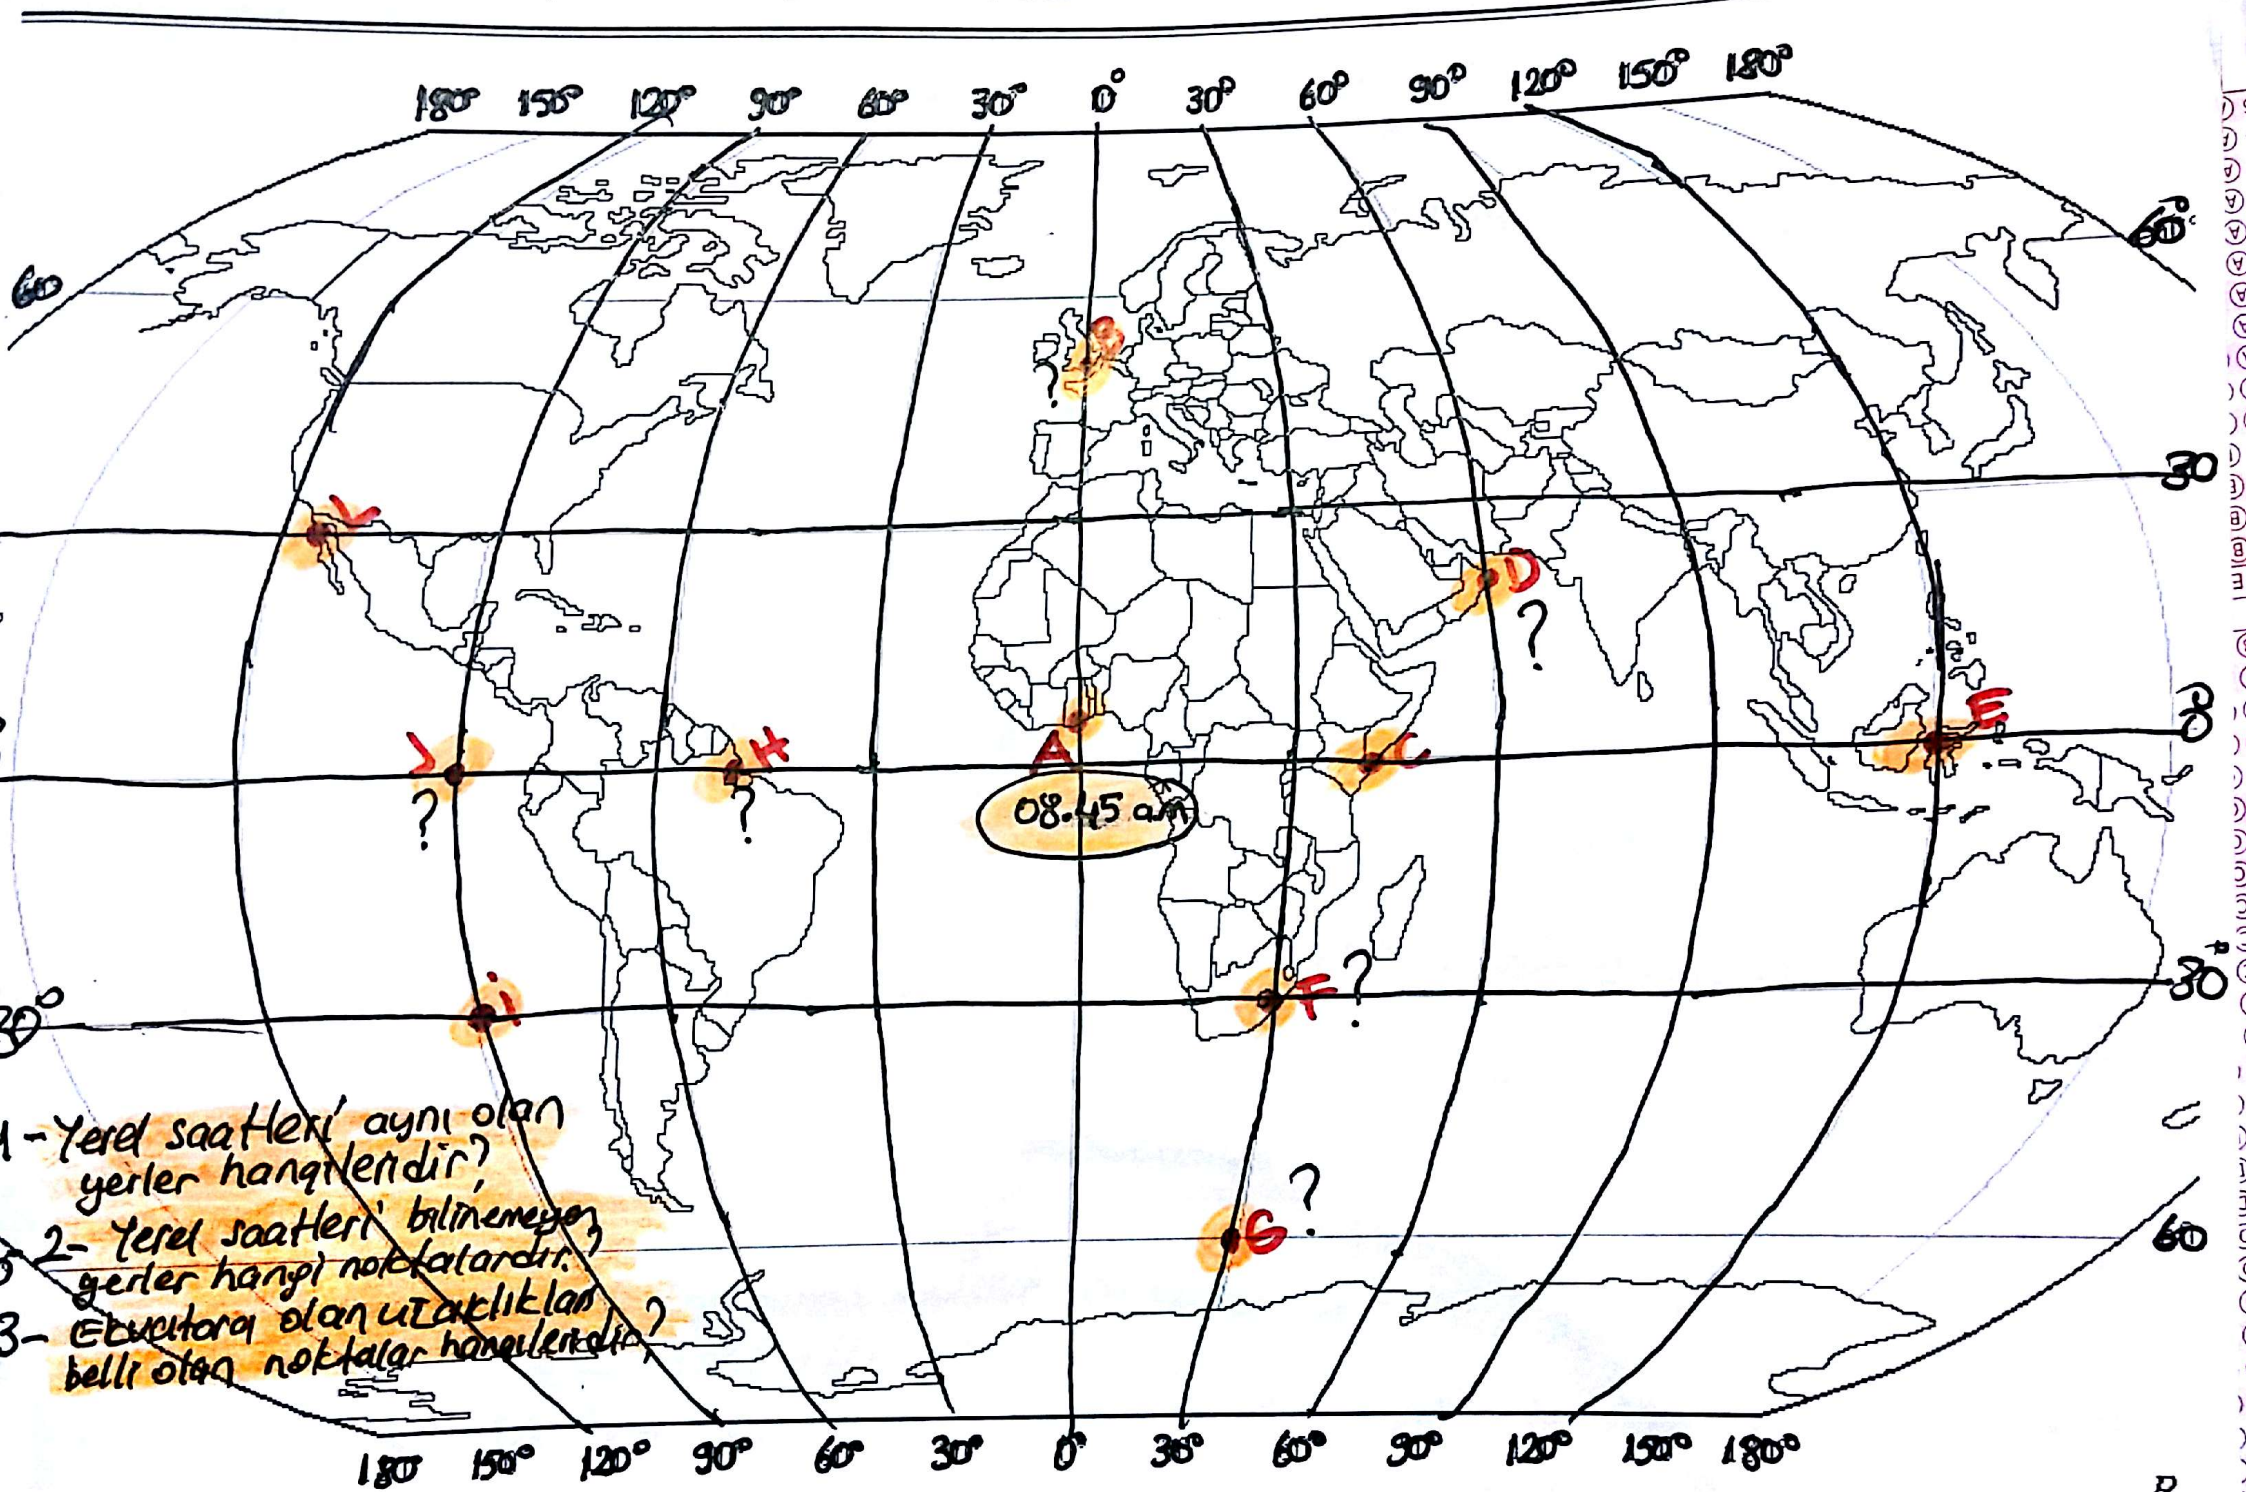 180° 150° 120° 90° 60° 30° 0° 30° 60° 90° 120° 150° 180°
60 60°
B
?
30
L
D
?
E
0°
J H A C
? ? 08.45 am
30° İ F ? 30°
1- Yerel saatleri aynı olan
yerler hangileridir?
?
G
2- Yerel saatleri bilinemeyen
yerler hangi noktalardır?
60
3- Ekvatora olan uzaklıkları
belli olan noktalar hangileridir?
180 150° 120° 90° 60° 30° 0° 30° 60° 90° 120° 150° 180°